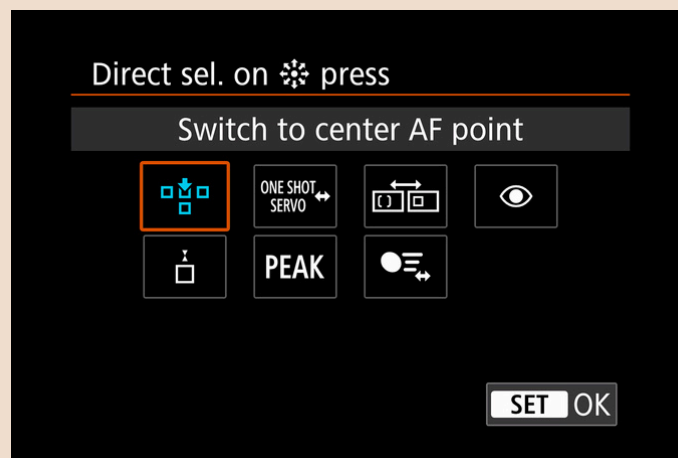 Direct sel. on press
Switch to center AF point
ONE SHOT
SERVO
PEAK
SET OK